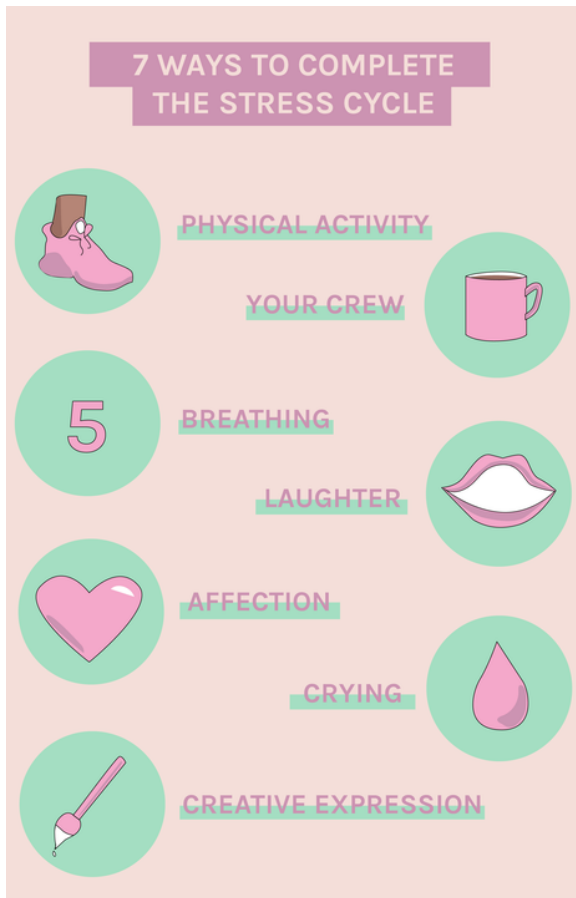 7 WAYS TO COMPLETE
THE STRESS CYCLE
PHYSICAL ACTIVITY
YOUR CREW
5
BREATHING
LAUGHTER
AFFECTION
CRYING
CREATIVE EXPRESSION